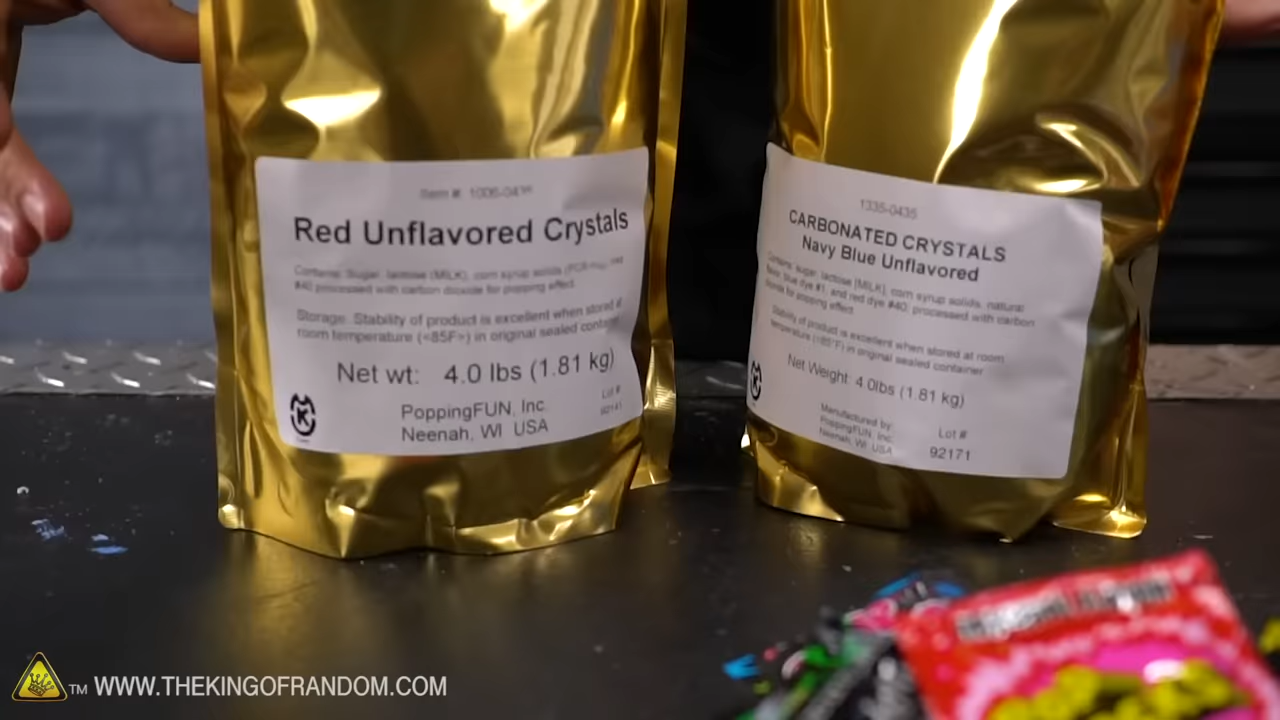 Item #: 1335-0436
Red Unflavored Crystals
Contains: Sugar, lactose (MILK), corn syrup solids red
#40 processed with carbon dioxide for popping effect.
Storage: Stability of product is excellent when stored at
room temperature (<85F>) in original sealed container
Net wt: 4.0 lbs (1.81 kg)
PoppingFUN, Inc.
Neenah, WI USA
Lot #
K
1335-0435
CARBONATED CRYSTALS
Navy Blue Unflavored
Contains: sugar, lactose [MILK], corn syrup solids, natural
flavor, blue dye #1, and red dye #40, processed with carbon
dioxide for popping effect.
Stability of product is excellent when stored at room
temperature (<85°F) in original sealed container
Net Weight: 4.0lbs (1.81 kg)
Manufactured by:
PoppingFUN, Inc.
Neenah, WI USA
Lot #
92171
K
TM WWW.THEKINGOFRANDOM.COM